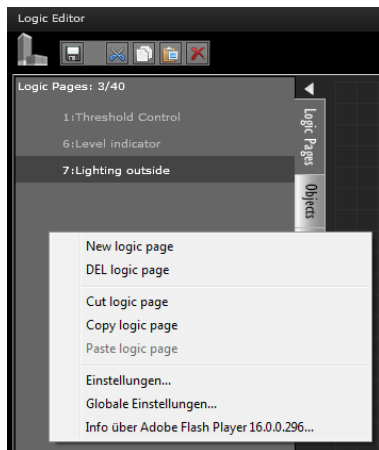 Logic Editor
Logic Pages: 3/40
1:Threshold Control
6:Level indicator
7:Lighting outside
Logic Pages
Objects
New logic page
DEL logic page
Cut logic page
Copy logic page
Paste logic page
Einstellungen...
Globale Einstellungen...
Info über Adobe Flash Player 16.0.0.296...